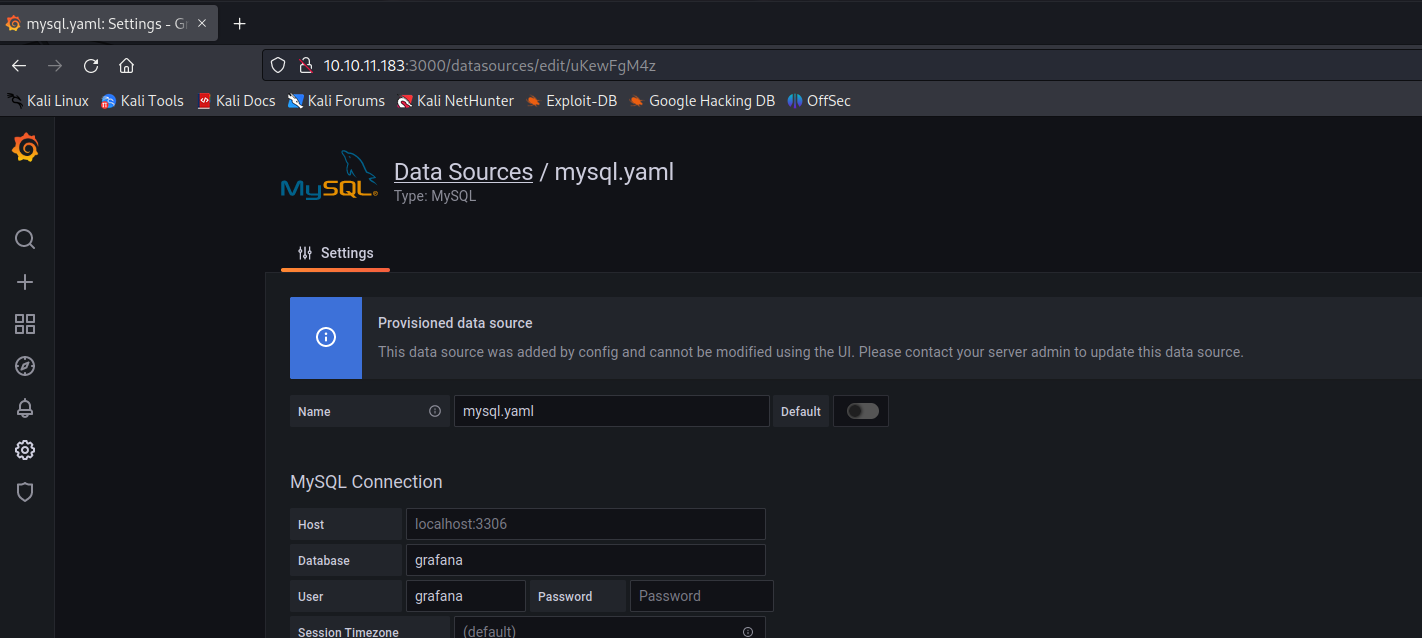 mysql.yaml: Settings - Gr
10.10.11.183:3000/datasources/edit/uKewFgM4z
Kali Linux Kali Tools Kali Docs Kali Forums Kali NetHunter Exploit-DB Google Hacking DB OffSec
MySQL®
Data Sources / mysql.yaml
Type: MySQL
Settings
Provisioned data source
This data source was added by config and cannot be modified using the UI. Please contact your server admin to update this data source.
Name mysql.yaml Default
MySQL Connection
Host localhost:3306
Database grafana
User grafana Password Password
Session Timezone (default)